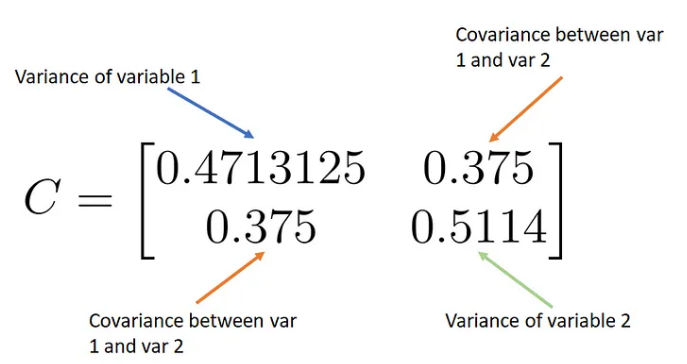 Covariance between var
1 and var 2
Variance of variable 1
C = [0.4713125 0.375
0.375 0.5114]
Covariance between var
1 and var 2
Variance of variable 2